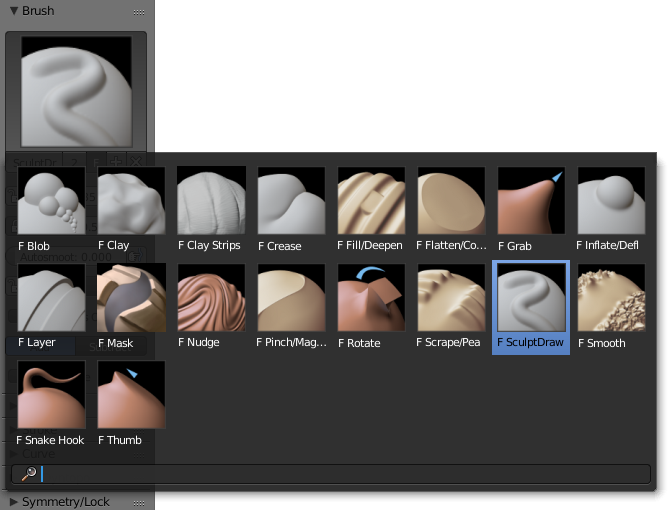 Brush
SculptDr
2
F
F Blob
F Clay
F Clay Strips
F Crease
F Fill/Deepen
F Flatten/Co...
F Grab
F Inflate/Defl
Autosmoot: 0.000
F Layer
F Mask
F Nudge
F Pinch/Mag...
F Rotate
F Scrape/Pea
F SculptDraw
F Smooth
F Snake Hook
F Thumb
Curve
Symmetry/Lock